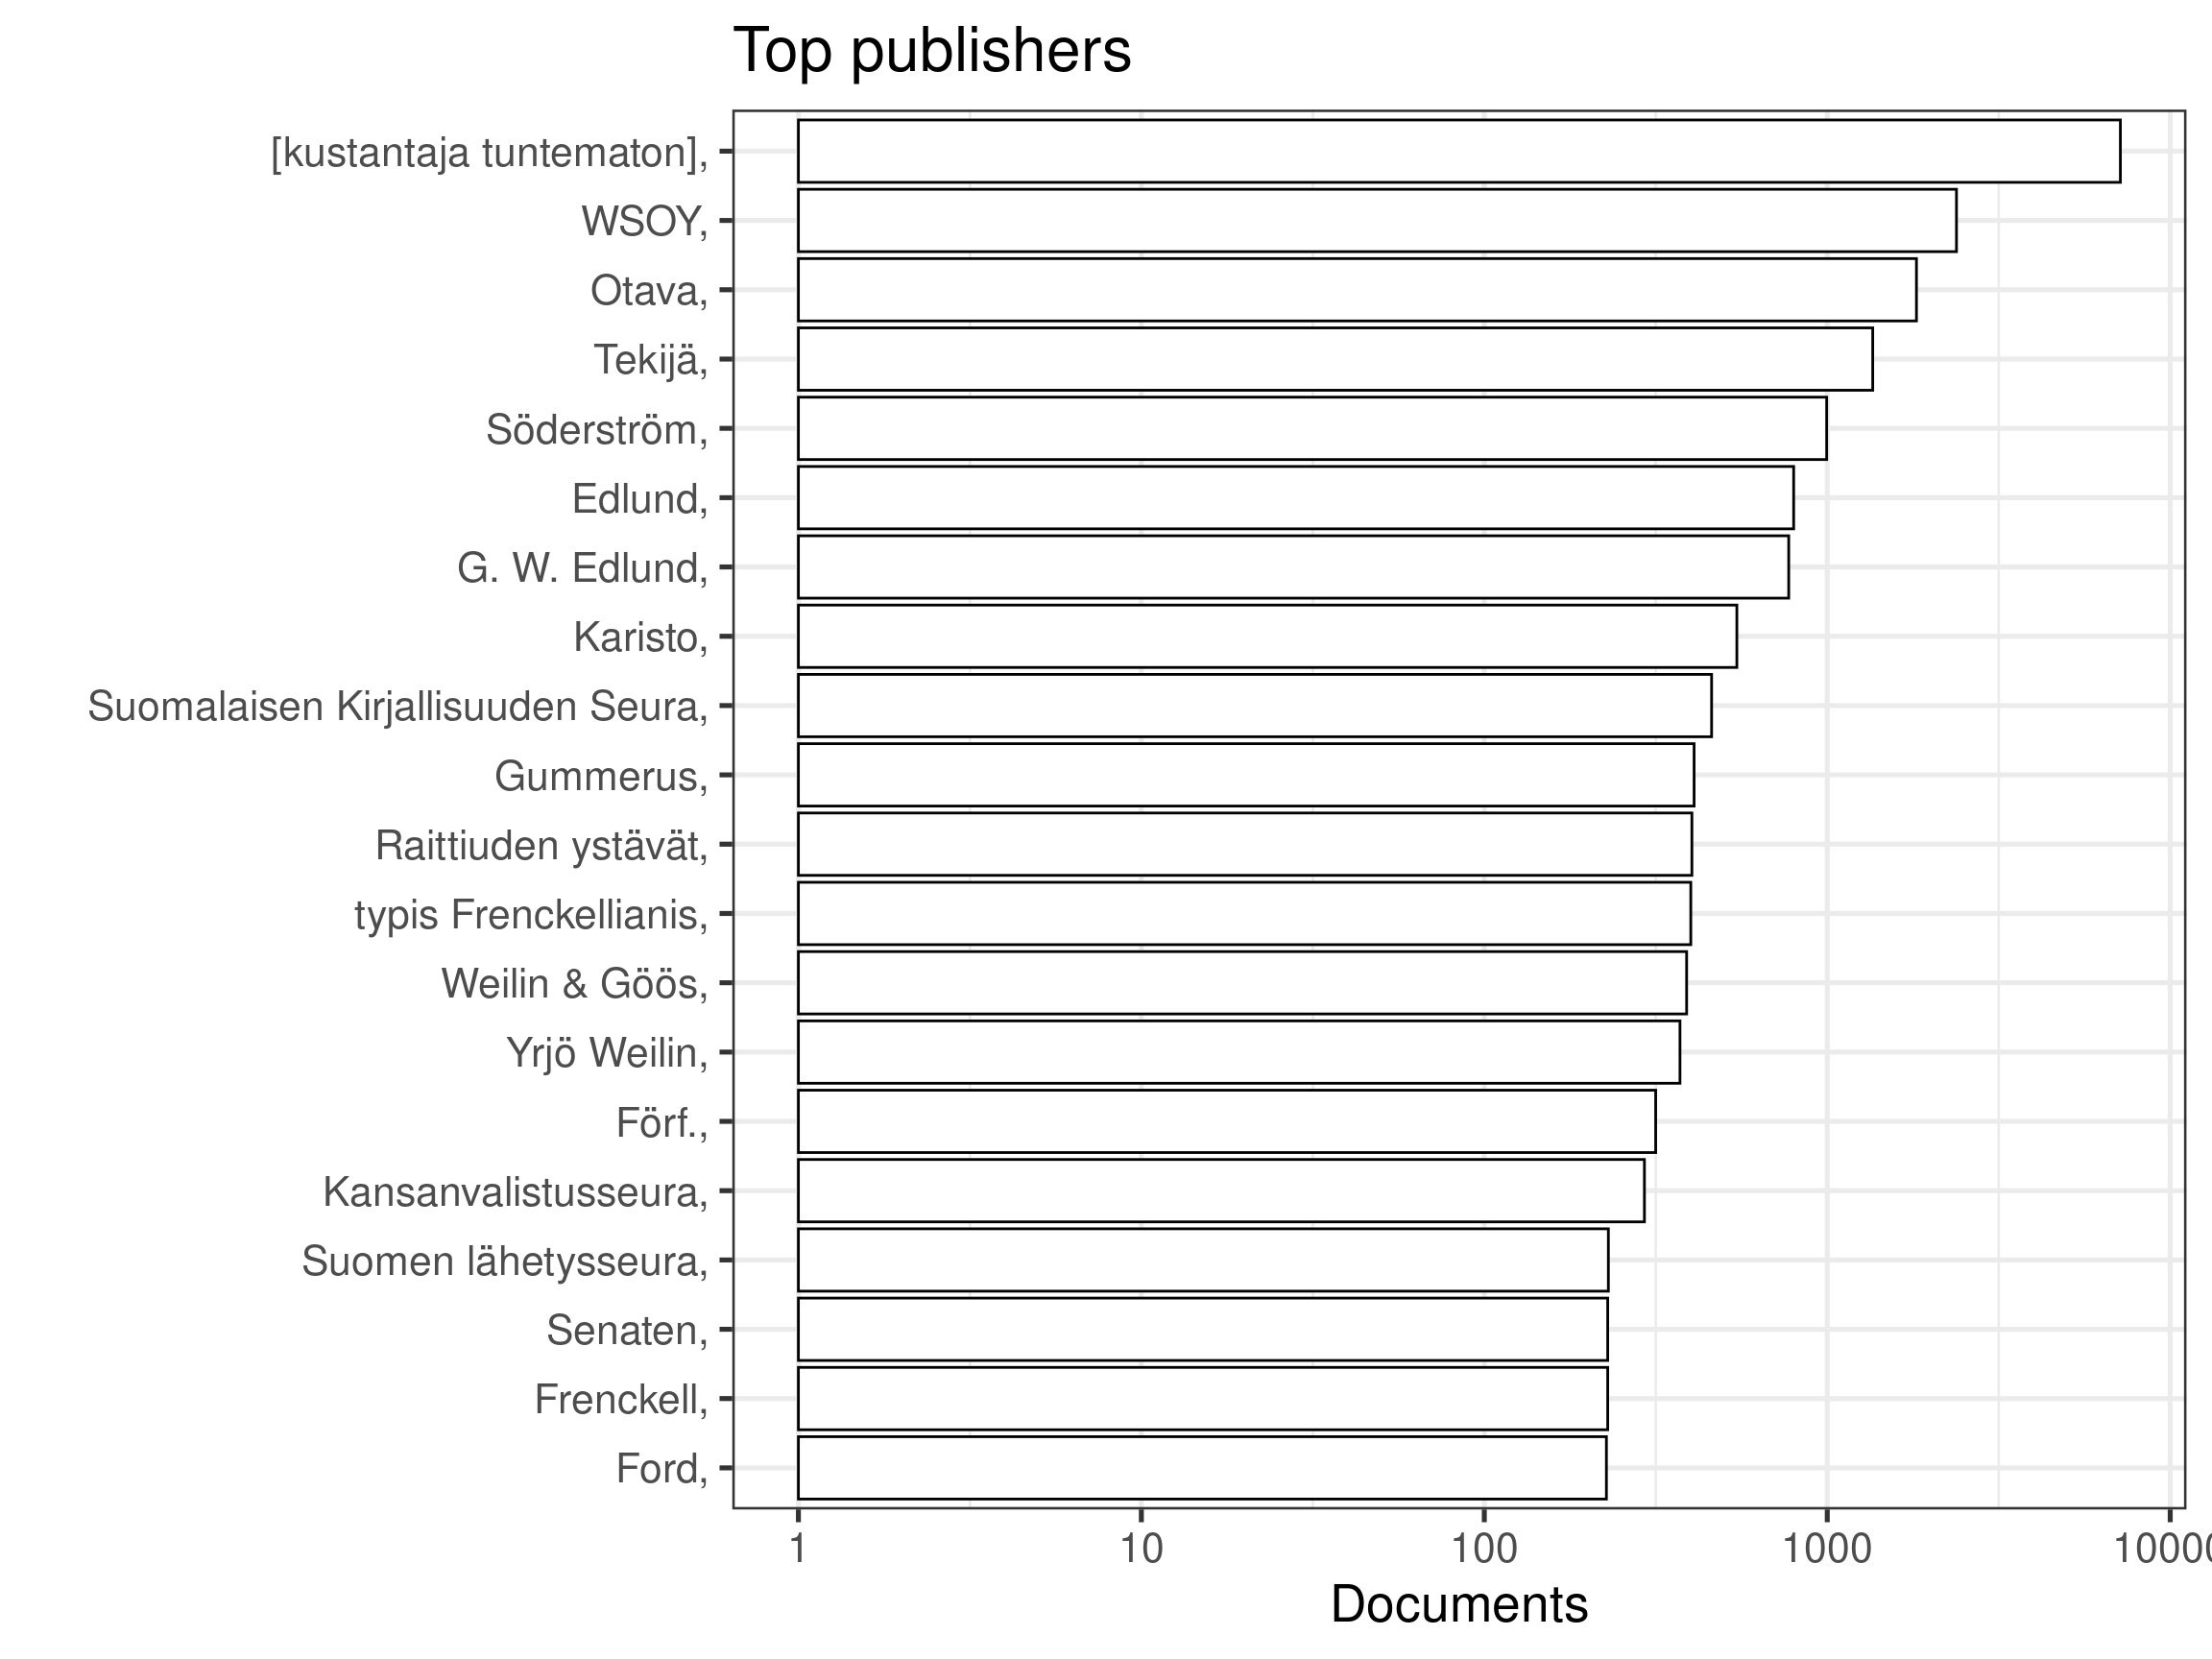 Top publishers
[kustantaja tuntematon],
WSOY,
Otava,
Tekijä,
Söderström,
Edlund,
G. W. Edlund,
Karisto,
Suomalaisen Kirjallisuuden Seura,
Gummerus,
Raittiuden ystävät,
typis Frenckellianis,
Weilin & Göös,
Yrjö Weilin,
Förf.,
Kansanvalistusseura,
Suomen lähetysseura,
Senaten,
Frenckell,
Ford,
1 10 100 1000 10000
Documents